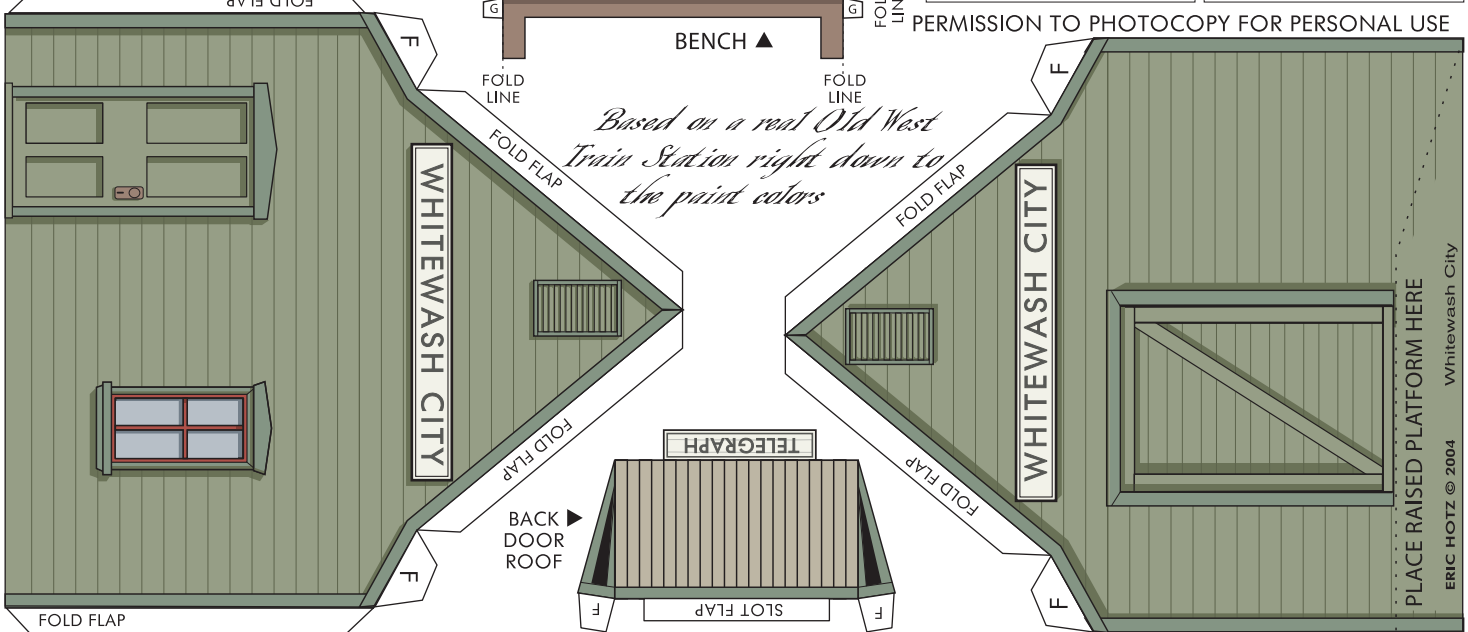 FOLD FLAP
G
G
FOLD
LINE
PERMISSION TO PHOTOCOPY FOR PERSONAL USE
BENCH ▲
FOLD
LINE
FOLD
LINE
F
F
Based on a real Old West
Train Station right down to
the paint colors
FOLD FLAP
FOLD FLAP
WHITEWASH CITY
WHITEWASH CITY
PLACE RAISED PLATFORM HERE
ERIC HOTZ © 2004 Whitewash City
FOLD FLAP
FOLD FLAP
TELEGRAPH
BACK ▶
DOOR
ROOF
F
F
F
SLOT FLAP
F
FOLD FLAP